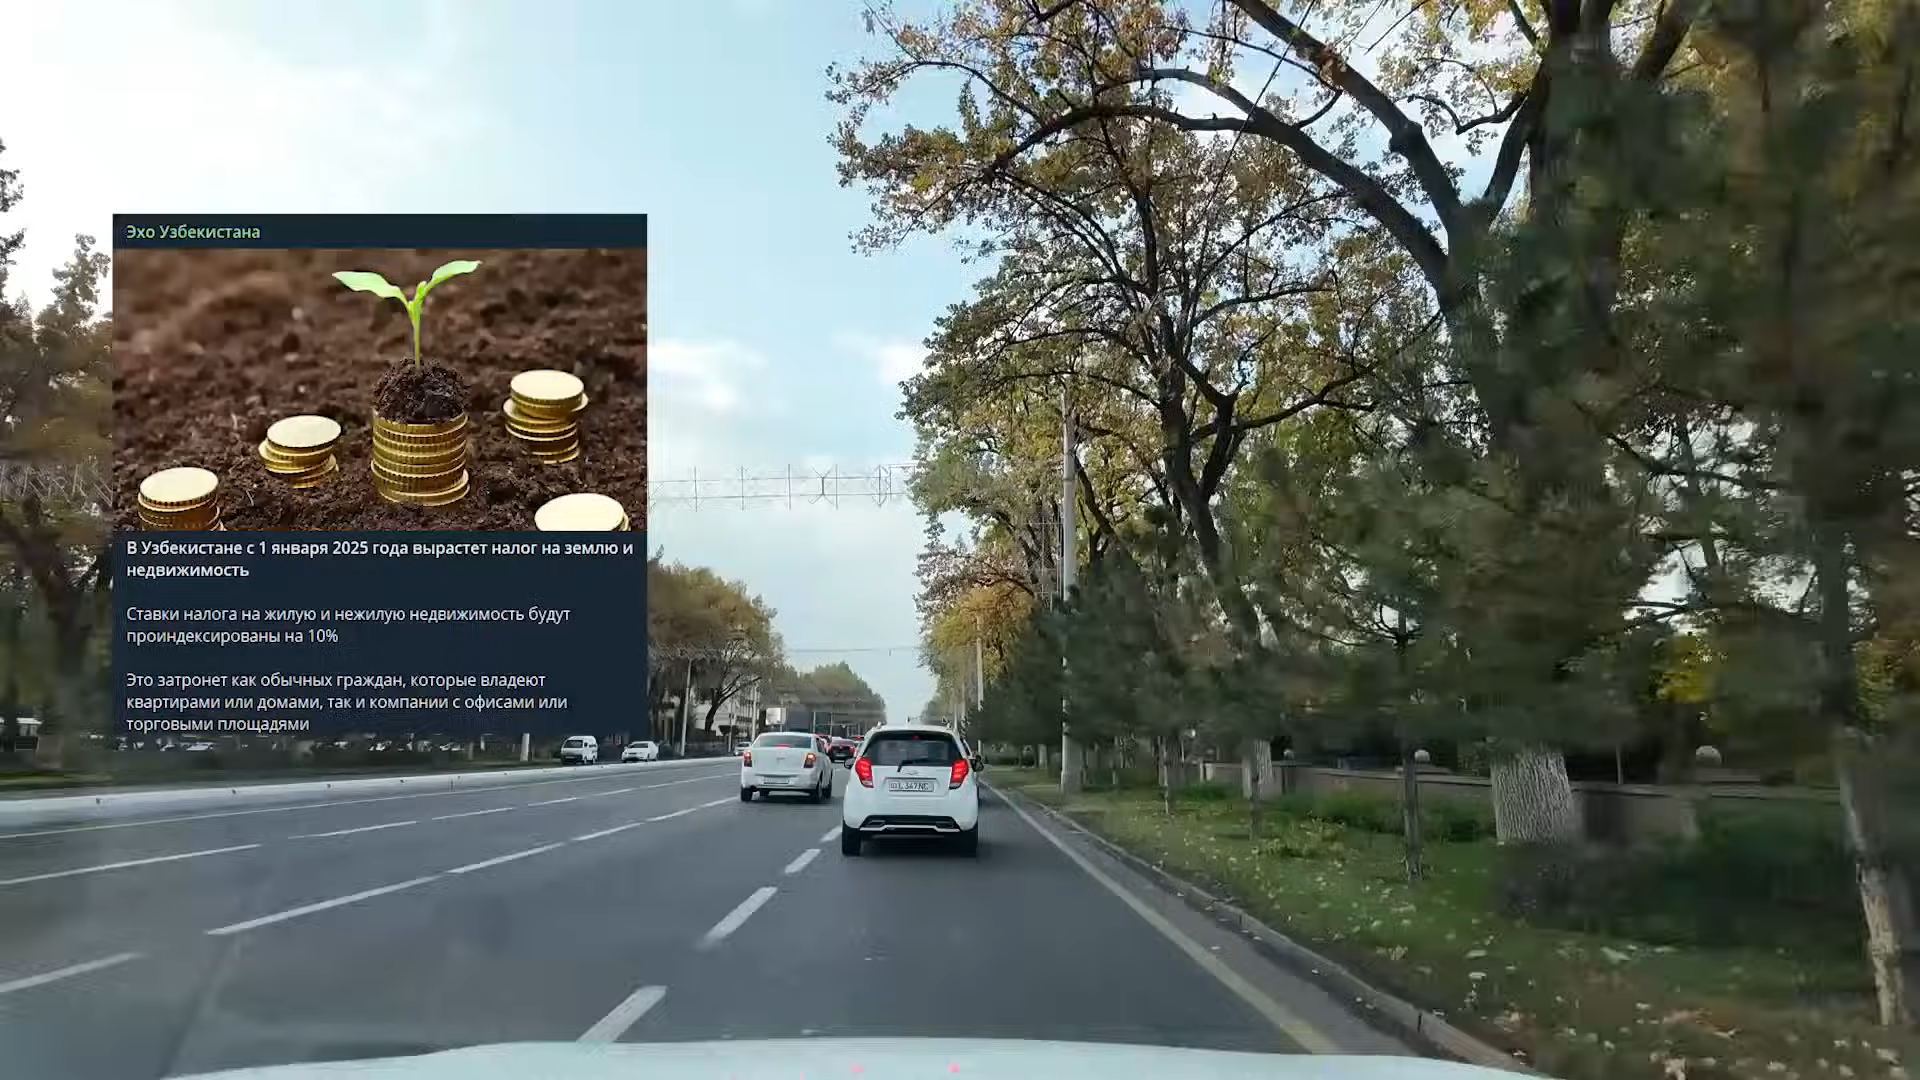 Эхо Узбекистана
В Узбекистане с 1 января 2025 года вырастет налог на землю и
недвижимость
Ставки налога на жилую и нежилую недвижимость будут
проиндексированы на 10%
Это затронет как обычных граждан, которые владеют
квартирами или домами, так и компании с офисами или
торговыми площадями